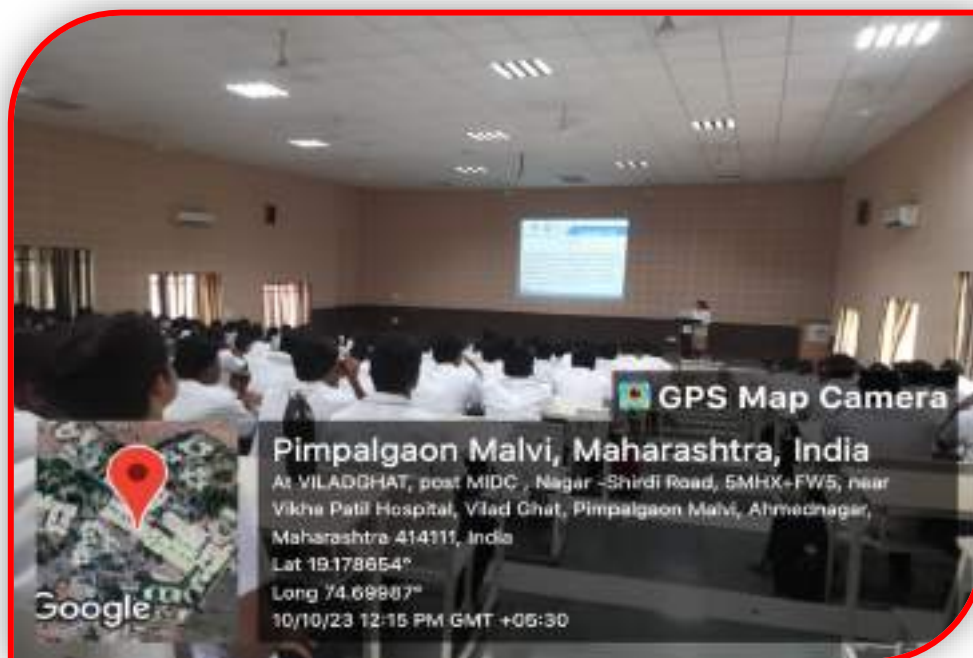 GPS Map Camera
Pimpalgaon Malvi, Maharashtra, India
At VILADGHAT, post MIDC , Nagar -Shirdi Road, 5MHX+FW5, near
Vikhe Patil Hospital, Vilad Ghat, Pimpalgaon Malvi, Ahmednagar,
Maharashtra 414111, India
Lat 19.178654°
Long 74.69987°
10/10/23 12:15 PM GMT +05:30
Google